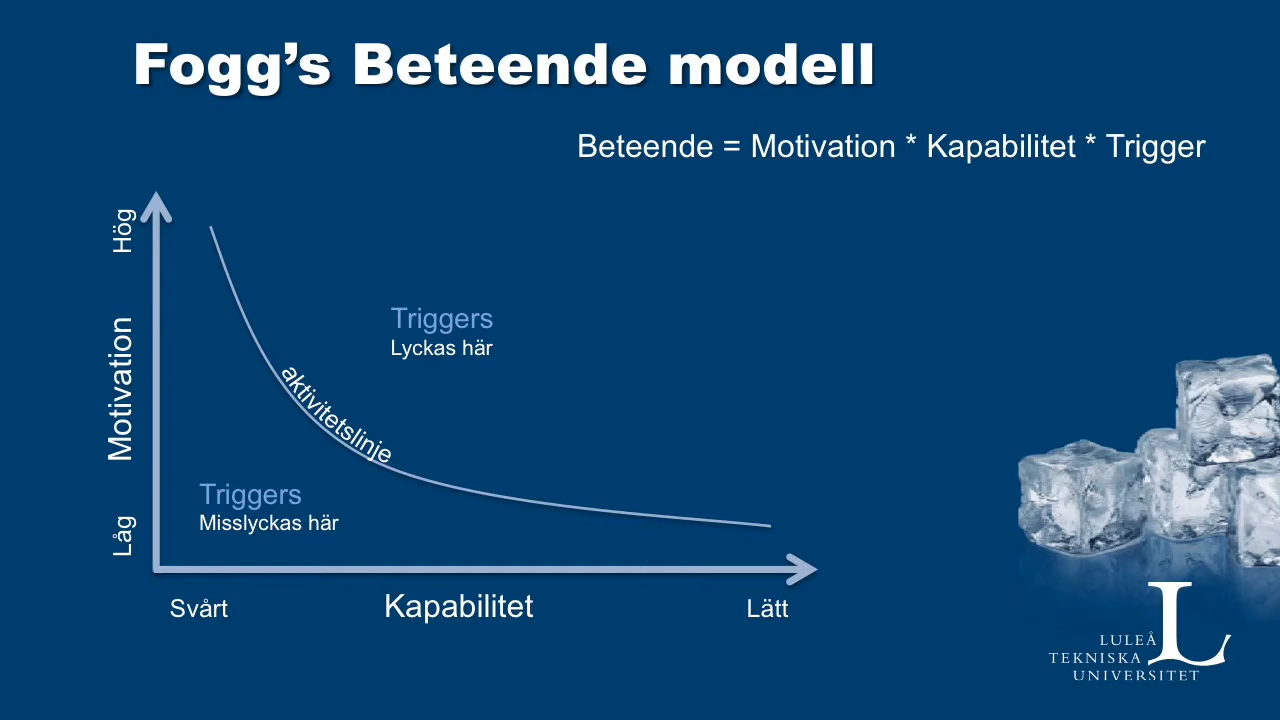 Fogg’s Beteende modell
Beteende = Motivation * Kapabilitet * Trigger
Hög
Motivation
Låg
Triggers
Lyckas här
aktivitetslinje
Triggers
Misslyckas här
Svårt
Kapabilitet
Lätt
LULEÅ
TEKNISKA
UNIVERSITET